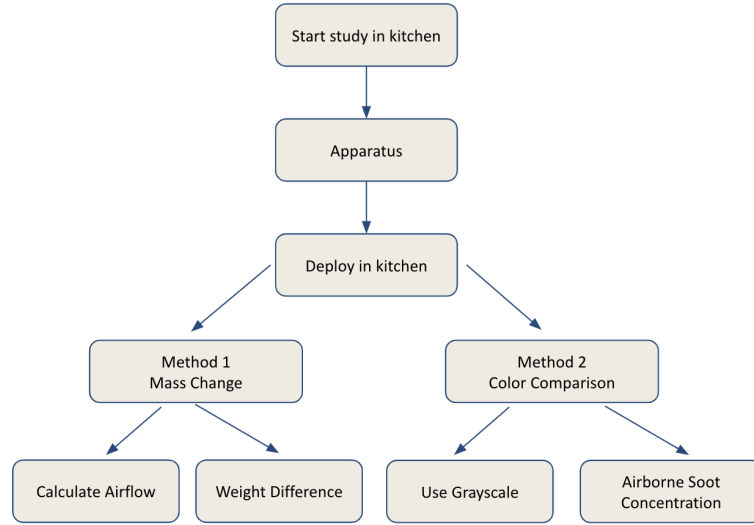 Start study in kitchen
Apparatus
Deploy in kitchen
Method 1
Mass Change
Method 2
Color Comparison
Calculate Airflow
Weight Difference
Use Grayscale
Airborne Soot
Concentration